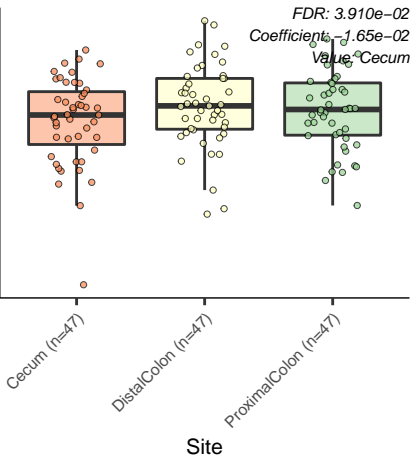 FDR: 3.910e−02
Coefficient: −1.65e−02
Value: Cecum
Cecum (n=47)
DistalColon (n=47)
ProximalColon (n=47)
Site